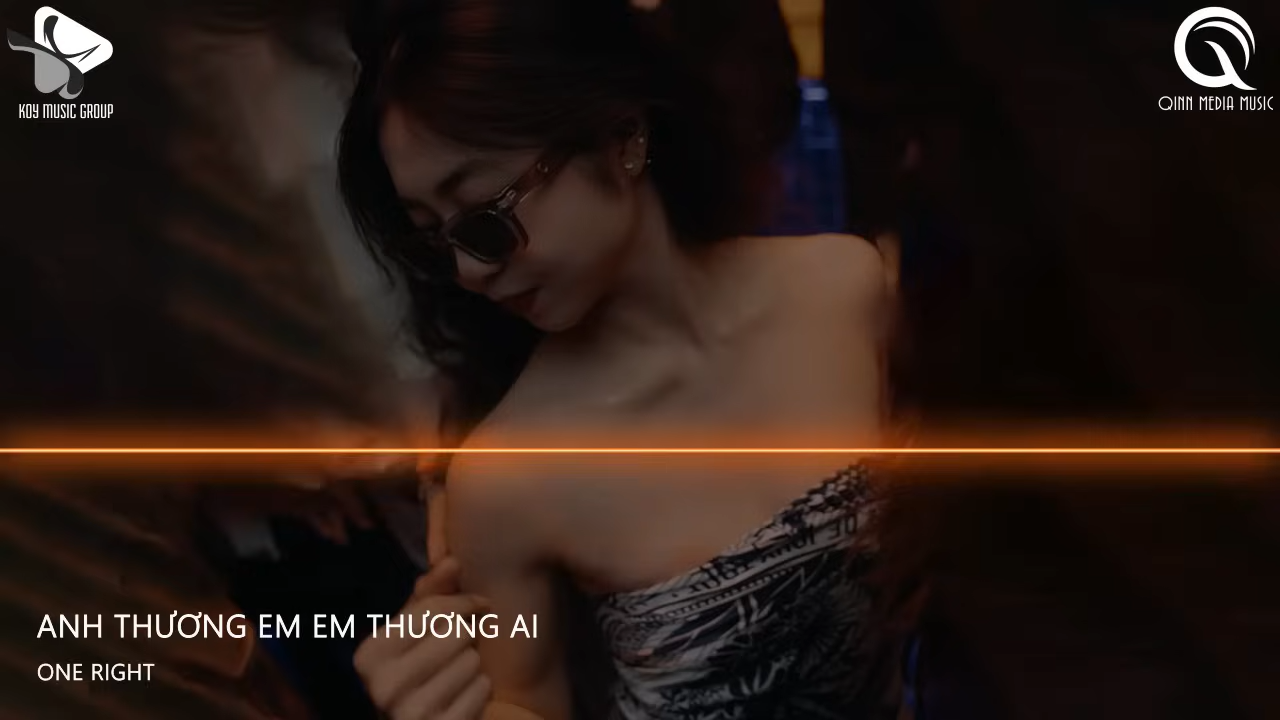 KOY MUSIC GROUP
QINN MEDIA MUSIC
ANH THƯƠNG EM EM THƯƠNG AI
ONE RIGHT